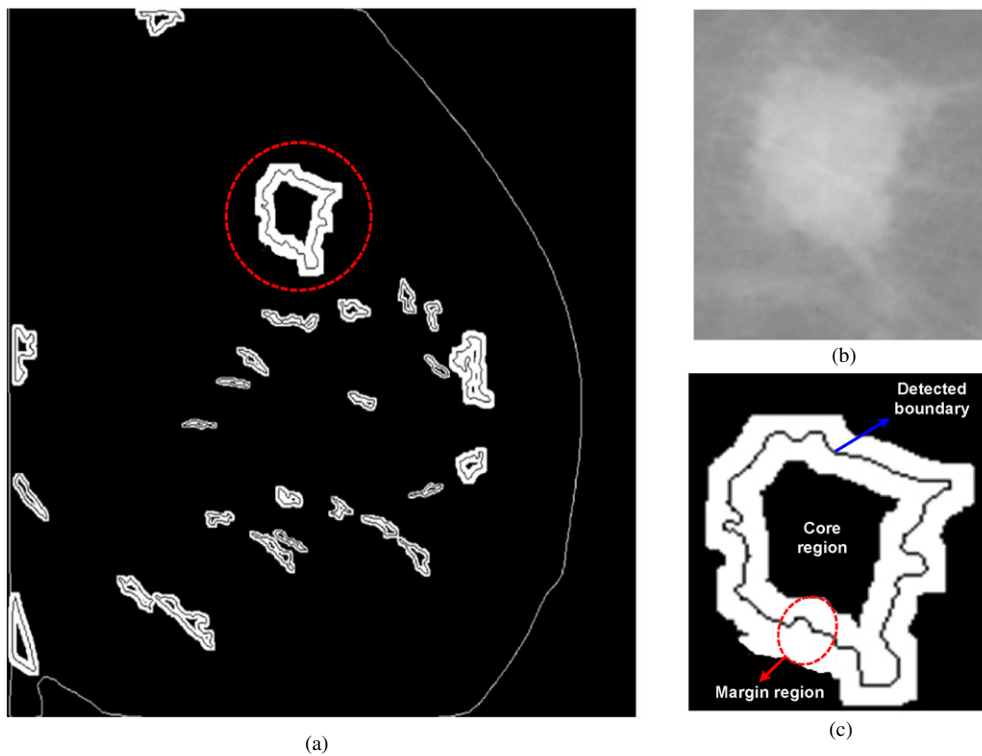 (a)
(b)
Detected
boundary
Core
region
Margin region
(c)